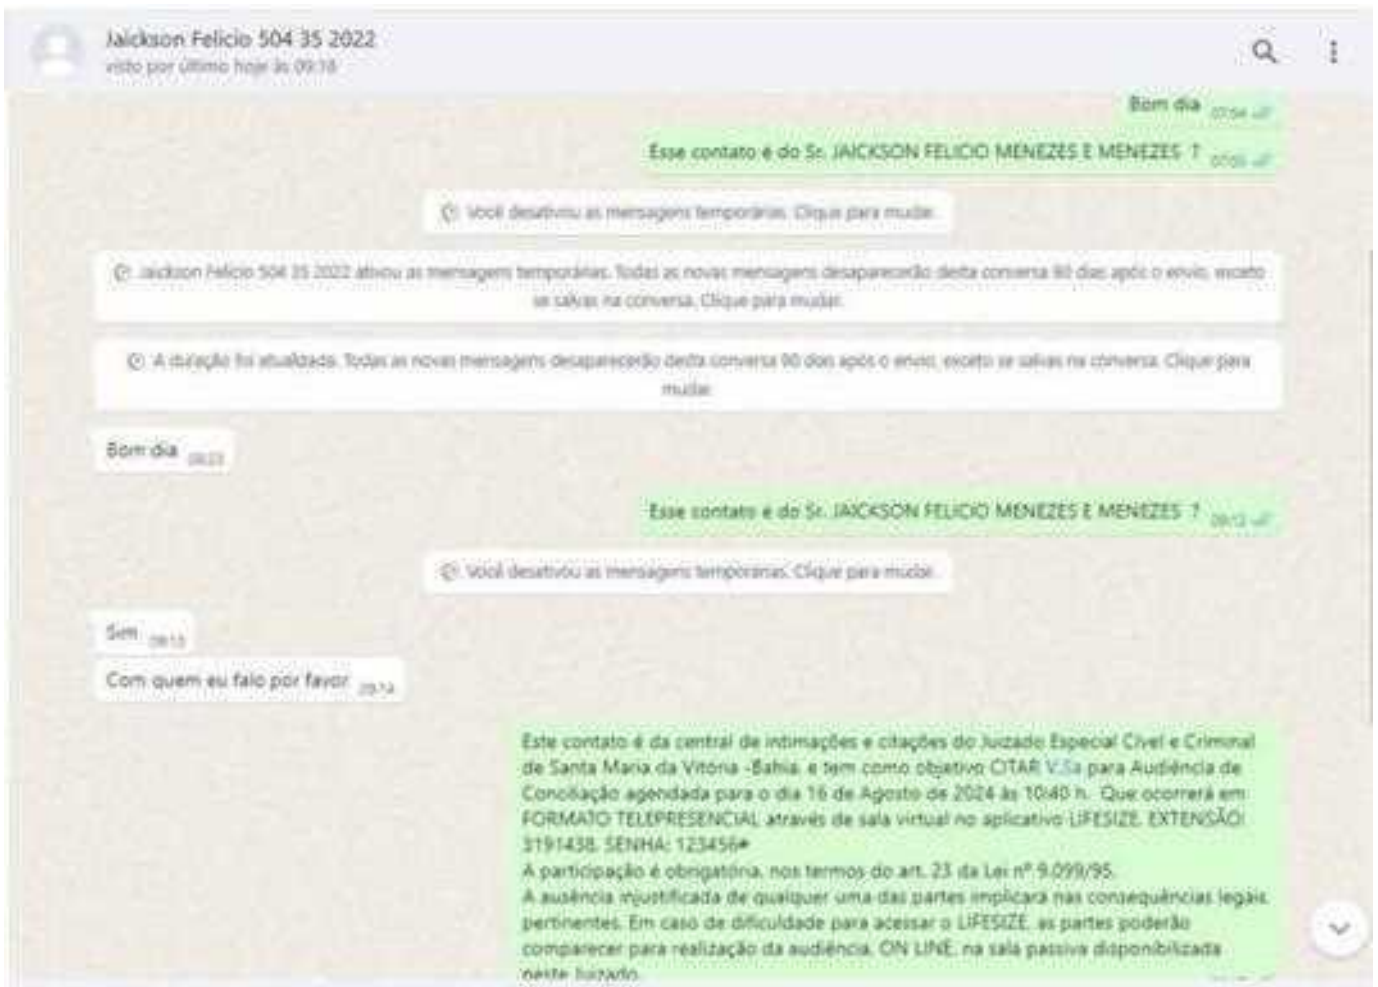 Jaickson Felicio 504 35 2022
visto por último hoje às 09:18
Bom dia 07:54
Esse contato é do Sr. JAICKSON FELICIO MENEZES E MENEZES ?
Você desativou as mensagens temporárias. Clique para mudar.
Jaickson Felicio 504 35 2022 ativou as mensagens temporárias. Todas as novas mensagens desaparecerão desta conversa 90 dias após o envio, exceto
se salvas na conversa. Clique para mudar.
A duração foi atualizada. Todas as novas mensagens desaparecerão desta conversa 90 dias após o envio, exceto se salvas na conversa. Clique para
mudar.
Bom dia
Esse contato é do Sr. JAICKSON FELICIO MENEZES E MENEZES ? 09:12
Você desativou as mensagens temporárias. Clique para mudar.
Sim 09:13
Com quem eu falo por favor 09:14
Este contato é da central de intimações e citações do Juizado Especial Cível e Criminal
de Santa Maria da Vitória -Bahia. e tem como objetivo CITAR V.Sa para Audiência de
Conciliação agendada para o dia 16 de Agosto de 2024 às 10:40 h. Que ocorrerá em
FORMATO TELEPRESENCIAL através de sala virtual no aplicativo LIFESIZE. EXTENSÃO:
3191438. SENHA: 123456#
A participação é obrigatória, nos termos do art. 23 da Lei nº 9.099/95.
A ausência injustificada de qualquer uma das partes implicará nas consequências legais
pertinentes. Em caso de dificuldade para acessar o LIFESIZE, as partes poderão
comparecer para realização da audiência, ON LINE, na sala passiva disponibilizada
neste Juizado.